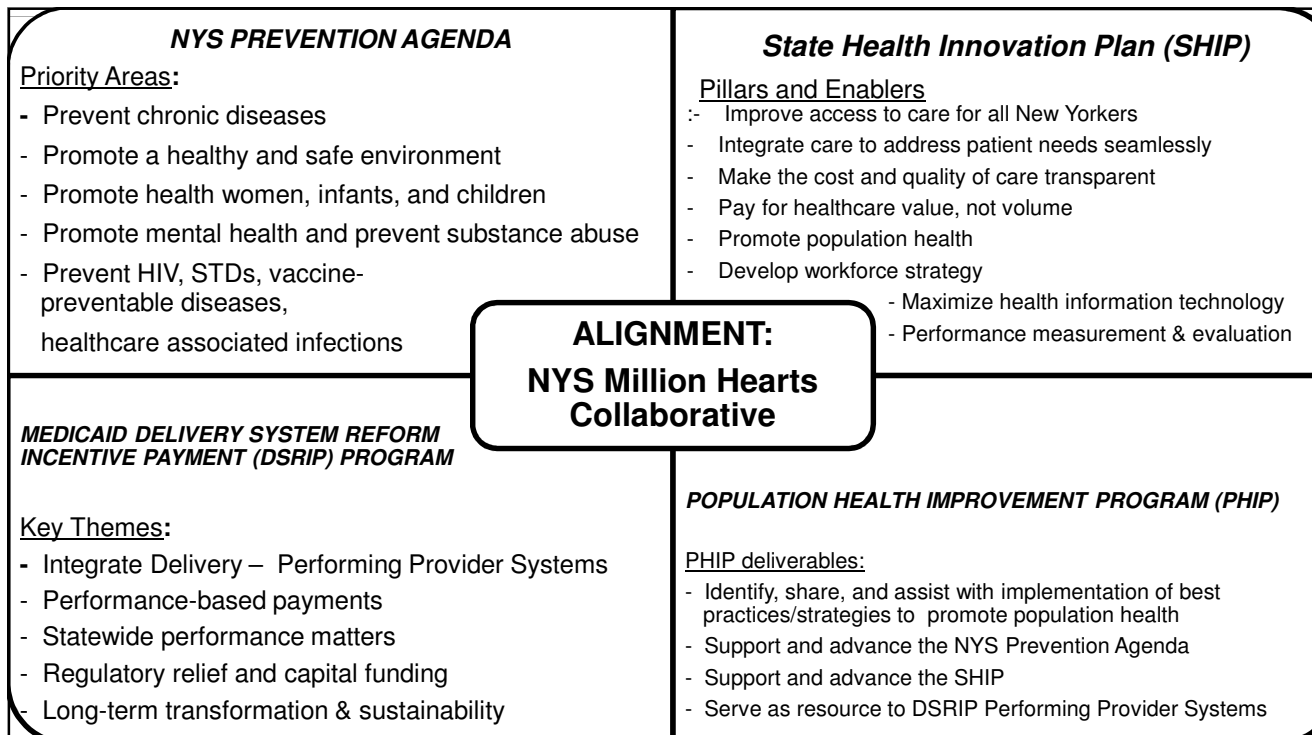 NYS PREVENTION AGENDA
Priority Areas:
- Prevent chronic diseases
- Promote a healthy and safe environment
- Promote health women, infants, and children
- Promote mental health and prevent substance abuse
- Prevent HIV, STDs, vaccine-
preventable diseases,
healthcare associated infections
State Health Innovation Plan (SHIP)
Pillars and Enablers
:- Improve access to care for all New Yorkers
- Integrate care to address patient needs seamlessly
- Make the cost and quality of care transparent
- Pay for healthcare value, not volume
- Promote population health
- Develop workforce strategy
- Maximize health information technology
- Performance measurement & evaluation
ALIGNMENT:
NYS Million Hearts
Collaborative
MEDICAID DELIVERY SYSTEM REFORM
INCENTIVE PAYMENT (DSRIP) PROGRAM
Key Themes:
- Integrate Delivery – Performing Provider Systems
- Performance-based payments
- Statewide performance matters
- Regulatory relief and capital funding
- Long-term transformation & sustainability
POPULATION HEALTH IMPROVEMENT PROGRAM (PHIP)
PHIP deliverables:
- Identify, share, and assist with implementation of best
practices/strategies to promote population health
- Support and advance the NYS Prevention Agenda
- Support and advance the SHIP
- Serve as resource to DSRIP Performing Provider Systems